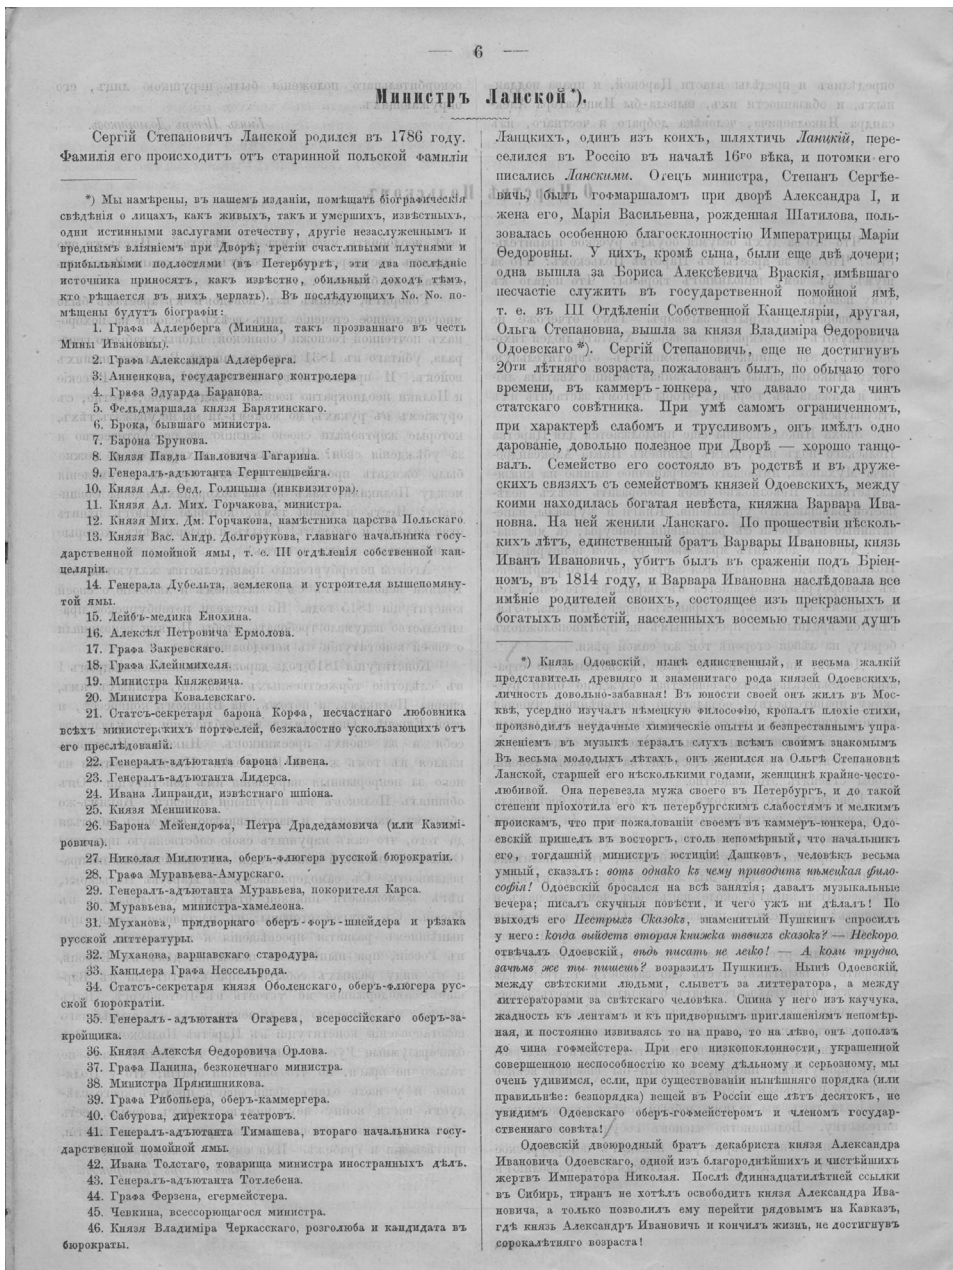 — 6 —
Министръ Ланской*).
Сергій Степановичъ Ланской родился въ 1786 году.
Фамилія его происходитъ отъ старинной польской Фамиліи
*) Мы намѣрены, въ нашемъ изданіи, помѣщать біографическія
свѣдѣнія о лицахъ, какъ живыхъ, такъ и умершихъ, извѣстныхъ,
одни истинными заслугами отечеству, другіе незаслуженнымъ и
вреднымъ вліяніемъ при Дворѣ; третіи счастливыми плутнями и
прибыльными подлостями (въ Петербургѣ, эти два послѣдніе
источника приносятъ, какъ извѣстно, обильный доходъ тѣмъ,
кто рѣшается въ нихъ черпать). Въ послѣдующихъ No. No. по-
мѣщены будутъ біографіи:
1. Графа Адлерберга (Минина, такъ прозваннаго въ честь
Мины Ивановны).
2. Графа Александра Адлерберга.
3. Анненкова, государственнаго контролера
4. Графа Эдуарда Баранова.
5. Фельдмаршала князя Барятинскаго.
6. Брока, бывшаго министра.
7. Барона Брунова.
8. Князя Павла Павловича Гагарина.
9. Генералъ-адъютанта Герштенцвейга.
10. Князя Ал. Ѳед. Голицына (инквизитора).
11. Князя Ал. Мих. Горчакова, министра.
12. Князя Мих. Дм. Горчакова, намѣстника царства Польскаго
13. Князя Вас. Андр. Долгорукова, главнаго начальника госу-
дарственной помойной ямы, т. е. III отдѣленія собственной кан-
целяріи.
14. Генерала Дубельта, землекопа и устроителя вышепомяну-
той ямы.
15. Лейбъ-медика Енохина.
16. Алексѣя Петровича Ермолова.
17. Графа Закревскаго.
18. Графа Клейнмихеля.
19. Министра Княжевича.
20. Министра Ковалевскаго.
21. Статсъ-секретаря барона Корфа, несчастнаго любовника
всѣхъ министерскихъ портфелей, безжалостно ускользающихъ отъ
его преслѣдованій.
22. Генералъ-адъютанта барона Ливена.
23. Генералъ-адъютанта Лидерса.
24. Ивана Липранди, извѣстнаго шпіона.
25. Князя Меншикова.
26. Барона Мейендорфа, Петра Драдедамовича (или Казимі-
ровича).
27. Николая Милютина, оберъ-флюгера русской бюрократіи.
28. Графа Муравьева-Амурскаго.
29. Генералъ-адъютанта Муравьева, покорителя Карса.
30. Муравьева, министра-хамелеона.
31. Муханова, придворнаго оберъ-Форъ-шнейдера и рѣзака
русской литтературы.
32. Муханова, варшавскаго стародура.
33. Канцлера Графа Нессельрода.
34. Статсъ-секретаря князя Оболенскаго, оберъ-флюгера рус-
ской бюрократіи.
35. Генералъ-адъютанта Огарева, всероссійскаго оберъ-за-
кройщика.
36. Князя Алексѣя Ѳедоровича Орлова.
37. Графа Панина, безконечнаго министра.
38. Министра Прянишникова.
39. Графа Рибопьера, оберъ-каммергера.
40. Сабурова, директора театровъ.
41. Генералъ-адъютанта Тимашева, втораго начальника госу-
дарственной помойной ямы.
42. Ивана Толстаго, товарища министра иностранныхъ дѣлъ.
43. Генералъ-адъютанта Тотлебена.
44. Графа Ферзена, егермейстера.
45. Чевкина, всессорющагося министра.
46. Князя Владиміра Черкасскаго, розголюба и кандидата въ
бюрократы.
Ланцкихъ, одинъ изъ коихъ, шляхтичь Ланцкій, пере-
селился въ Россію въ началѣ 16го вѣка, и потомки его
писались Ланскими. Отецъ министра, Степанъ Сергѣе-
вичь, былъ гофмаршаломъ при дворѣ Александра I, и
жена его, Марія Васильевна, рожденная Шатилова, поль-
зовалась особенною благосклонностію Императрицы Маріи
Ѳедоровны. У нихъ, кромѣ сына, были еще двѣ дочери;
одна вышла за Бориса Алексѣевича Враскія, имѣвшаго
несчастіе служить въ государственной помойной ямѣ,
т. е. въ III Отдѣленіи Собственной Канцеляріи, другая,
Ольга Степановна, вышла за князя Владиміра Ѳедоровича
Одоевскаго*). Сергій Степановичь, еще не достигнувъ
20ти лѣтняго возраста, пожалованъ былъ, по обычаю того
времени, въ каммеръ-юнкера, что давало тогда чинъ
статскаго совѣтника. При умѣ самомъ ограниченномъ,
при характерѣ слабомъ и трусливомъ, онъ имѣлъ одно
дарованіе, довольно полезное при Дворѣ — хорошо танцо-
валъ. Семейство его состояло въ родствѣ и въ друже-
скихъ связяхъ съ семействомъ князей Одоевскихъ, между
коими находилась богатая невѣста, княжна Варвара Ива-
новна. На ней женили Ланскаго. По прошествіи нѣсколь-
кихъ лѣтъ, единственный братъ Варвары Ивановны, князь
Иванъ Ивановичь, убитъ былъ въ сраженіи подъ Бріен-
номъ, въ 1814 году, и Варвара Ивановна наслѣдовала все
имѣніе родителей своихъ, состоящее изъ прекрасныхъ и
богатыхъ помѣстій, населенныхъ восемью тысячами душъ
*) Князь Одоевскій, нынѣ единственный, и весьма жалкій
представитель древняго и знаменитаго рода князей Одоевскихъ,
личность довольно-забавная! Въ юности своей онъ жилъ въ Мос-
квѣ, усердно изучалъ нѣмецкую философію, кропалъ плохіе стихи,
производилъ неудачные химическіе опыты и безпрестаннымъ упра-
жненіемъ въ музыкѣ терзалъ слухъ всѣмъ своимъ знакомымъ
Въ весьма молодыхъ лѣтахъ, онъ женился на Ольгѣ Степановнѣ
Ланской, старшей его нѣсколькими годами, женщинѣ крайне-често-
любивой. Она перевезла мужа своего въ Петербургъ, и до такой
степени пріохотила его къ петербургскимъ слабостямъ и мелкимъ
проискамъ, что при пожалованіи своемъ въ каммеръ-юнкера, Одо-
евскій пришелъ въ восторгъ, столь непомѣрный, что начальникъ
его, тогдашній министръ юстиціи Дашковъ, человѣкъ весьма
умный, сказалъ: вотъ однако къ чему приводитъ нѣмецкая фило-
софія! Одоевскій бросался на всѣ занятія; давалъ музыкальные
вечера; писалъ скучныя повѣсти, и чего ужъ ни дѣлалъ! По
выходѣ его Пестрыхъ Сказокъ, знаменитый Пушкинъ спросилъ
у него: когда выйдетъ вторая книжка твоихъ сказокъ? — Нескоро,
отвѣчалъ Одоевскій, вѣдь писать не легко! — А коли трудно,
зачѣмъ же ты пишешь? возразилъ Пушкинъ. Нынѣ Одоевскій,
между свѣтскими людьми, слыветъ за литтератора, а между
литтераторами за свѣтскаго человѣка. Спина у него изъ каучука,
жадность къ лентамъ и къ придворнымъ приглашеніямъ непомѣр-
ная, и постоянно извиваясь то на право, то на лѣво, онъ доползъ
до чина гофмейстера. При его низкопоклонности, украшенной
совершенною неспособностію ко всему дѣльному и серьозному, мы
очень удивимся, если, при существованіи нынѣшняго порядка (или
правильнѣе: безпорядка) вещей въ Россіи еще лѣтъ десятокъ, не
увидимъ Одоевскаго оберъ-гофмейстеромъ и членомъ государ-
ственнаго совѣта!
Одоевскій двоюродный братъ декабриста князя Александра
Ивановича Одоевскаго, одной изъ благороднѣйшихъ и чистѣйшихъ
жертвъ Императора Николая. Послѣ одиннадцатилѣтней ссылки
въ Сибирь, тиранъ не хотѣлъ освободить князя Александра Ива-
новича, а только позволилъ ему перейти рядовымъ на Кавказъ,
гдѣ князь Александръ Ивановичь и кончилъ жизнь, не достигнувъ
сорокалѣтняго возраста!